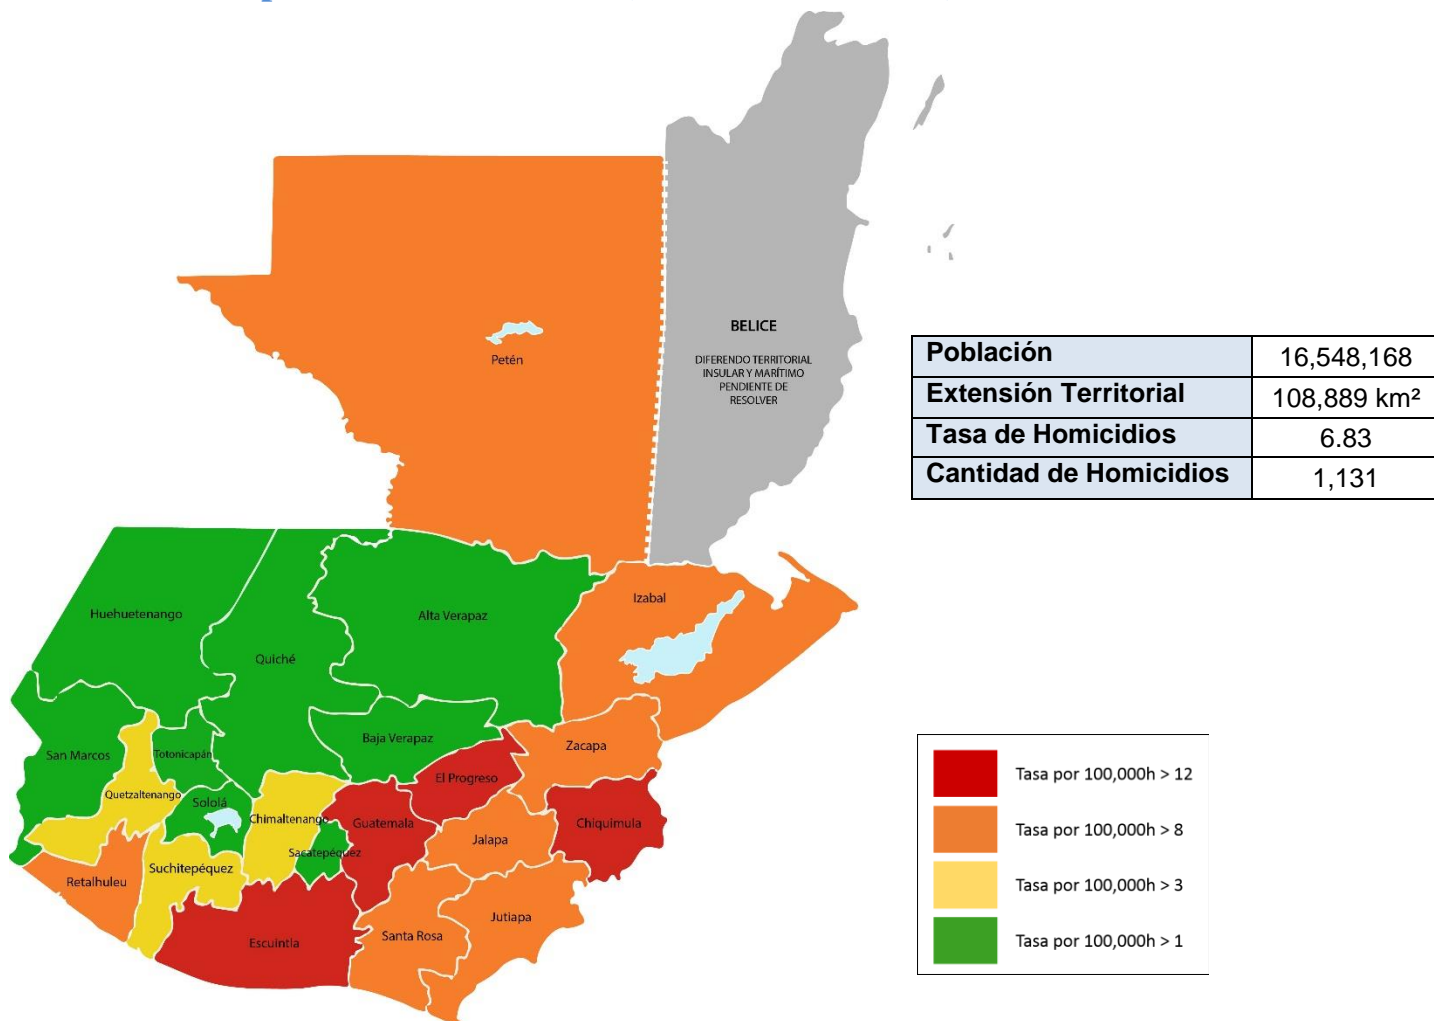 BELICE
DIFERENDO TERRITORIAL
INSULAR Y MARÍTIMO
PENDIENTE DE
RESOLVER
Petén
Población 16,548,168
Extensión Territorial 108,889 km²
Tasa de Homicidios 6.83
Cantidad de Homicidios 1,131
Izabal
Huehuetenango
Alta Verapaz
Quiché
Baja Verapaz
Zacapa
San Marcos
Totonicapán
El Progreso
Quetzaltenango
Sololá
Chimaltenango
Guatemala
Chiquimula
Jalapa
Sacatepéquez
Suchitepéquez
Retalhuleu
Jutiapa
Santa Rosa
Escuintla
Tasa por 100,000h > 12
Tasa por 100,000h > 8
Tasa por 100,000h > 3
Tasa por 100,000h > 1